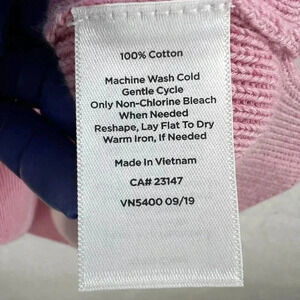 100% Cotton
Machine Wash Cold
Gentle Cycle
Only Non-Chlorine Bleach
When Needed
Reshape, Lay Flat To Dry
Warm Iron, If Needed
Made In Vietnam
CA# 23147
VN5400 09/19